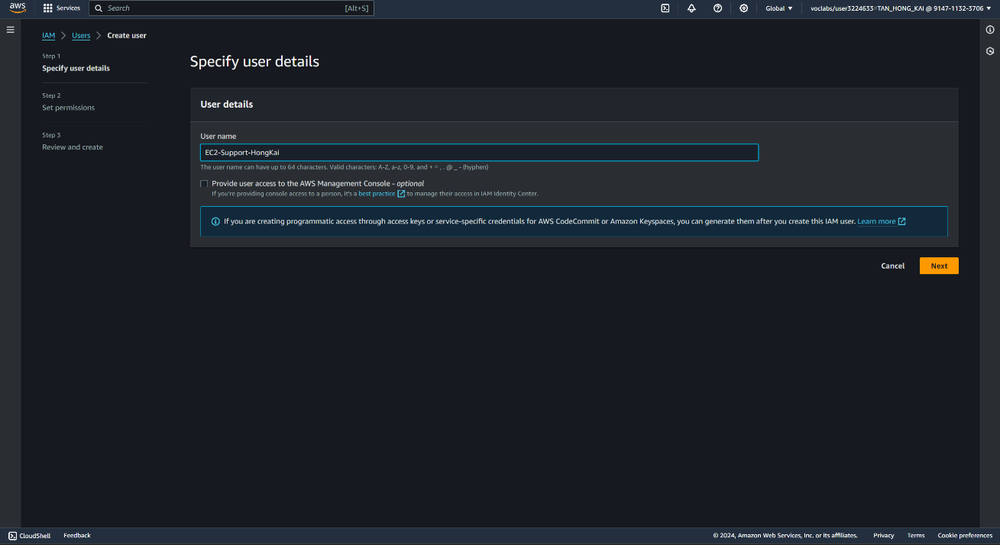 aws
Services
Search [Alt+S]
Global
voclabs/user3224633=TAN_HONG_KAI @ 9147-1132-3706
IAM > Users > Create user
Step 1
Specify user details
Step 2
Set permissions
Step 3
Review and create
Specify user details
User details
User name
EC2-Support-HongKai
The user name can have up to 64 characters. Valid characters: A-Z, a-z, 0-9, and + = , . @ _ - (hyphen)
Provide user access to the AWS Management Console - optional
If you're providing console access to a person, it's a best practice to manage their access in IAM Identity Center.
If you are creating programmatic access through access keys or service-specific credentials for AWS CodeCommit or Amazon Keyspaces, you can generate them after you create this IAM user. Learn more
Cancel
Next
CloudShell
Feedback
© 2024, Amazon Web Services, Inc. or its affiliates.
Privacy
Terms
Cookie preferences